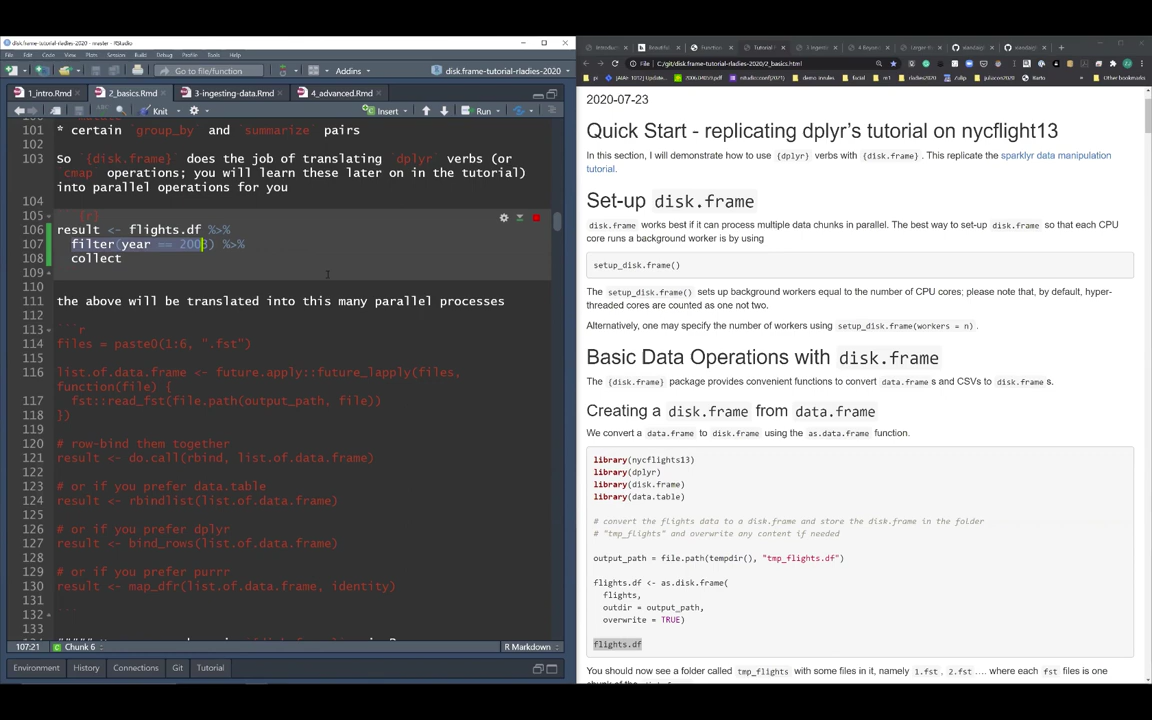 disk.frame-tutorial-rladies-2020 - master - RStudio
File Edit Code View Plots Session Build Debug Profile Tools Help
Go to file/function
Addins
disk.frame-tutorial-rladies-2020
1_intro.Rmd
2_basics.Rmd
3-ingesting-data.Rmd
4_advanced.Rmd
Knit
Insert
Run
101 * certain `group_by` and `summarize` pairs
102
103 So `{disk.frame}` does the job of translating `dplyr` verbs (or
`cmap` operations; you will learn these later on in the tutorial)
into parallel operations for you
104
105 ```{r}
106 result <- flights.df %>%
107 filter(year == 2003) %>%
108 collect
109 ```
110
111 the above will be translated into this many parallel processes
112
113 ```r
114 files = paste0(1:6, ".fst")
115
116 list.of.data.frame <- future.apply::future_lapply(files,
function(file) {
117 fst::read_fst(file.path(output_path, file))
118 })
119
120 # row-bind them together
121 result <- do.call(rbind, list.of.data.frame)
122
123 # or if you prefer data.table
124 result <- rbindlist(list.of.data.frame)
125
126 # or if you prefer dplyr
127 result <- bind_rows(list.of.data.frame)
128
129 # or if you prefer purrr
130 result <- map_dfr(list.of.data.frame, identity)
131
132 ```
133
107:21
Chunk 6
R Markdown
Environment
History
Connections
Git
Tutorial
File | C:/git/disk.frame-tutorial-rladies-2020/2_basics.html
Other bookmarks
2020-07-23
Quick Start - replicating dplyr's tutorial on nycflight13
In this section, I will demonstrate how to use {dplyr} verbs with {disk.frame}. This replicate the sparklyr data manipulation
tutorial.
Set-up disk.frame
disk.frame works best if it can process multiple data chunks in parallel. The best way to set-up disk.frame so that each CPU
core runs a background worker is by using
setup_disk.frame()
The setup_disk.frame() sets up background workers equal to the number of CPU cores; please note that, by default, hyper-
threaded cores are counted as one not two.
Alternatively, one may specify the number of workers using setup_disk.frame(workers = n).
Basic Data Operations with disk.frame
The {disk.frame} package provides convenient functions to convert data.frame s and CSVs to disk.frame s.
Creating a disk.frame from data.frame
We convert a data.frame to disk.frame using the as.data.frame function.
library(nycflights13)
library(dplyr)
library(disk.frame)
library(data.table)
# convert the flights data to a disk.frame and store the disk.frame in the folder
# "tmp_flights" and overwrite any content if needed
output_path = file.path(tempdir(), "tmp_flights.df")
flights.df <- as.disk.frame(
flights,
outdir = output_path,
overwrite = TRUE)
flights.df
You should now see a folder called tmp_flights with some files in it, namely 1.fst, 2.fst .... where each fst files is one